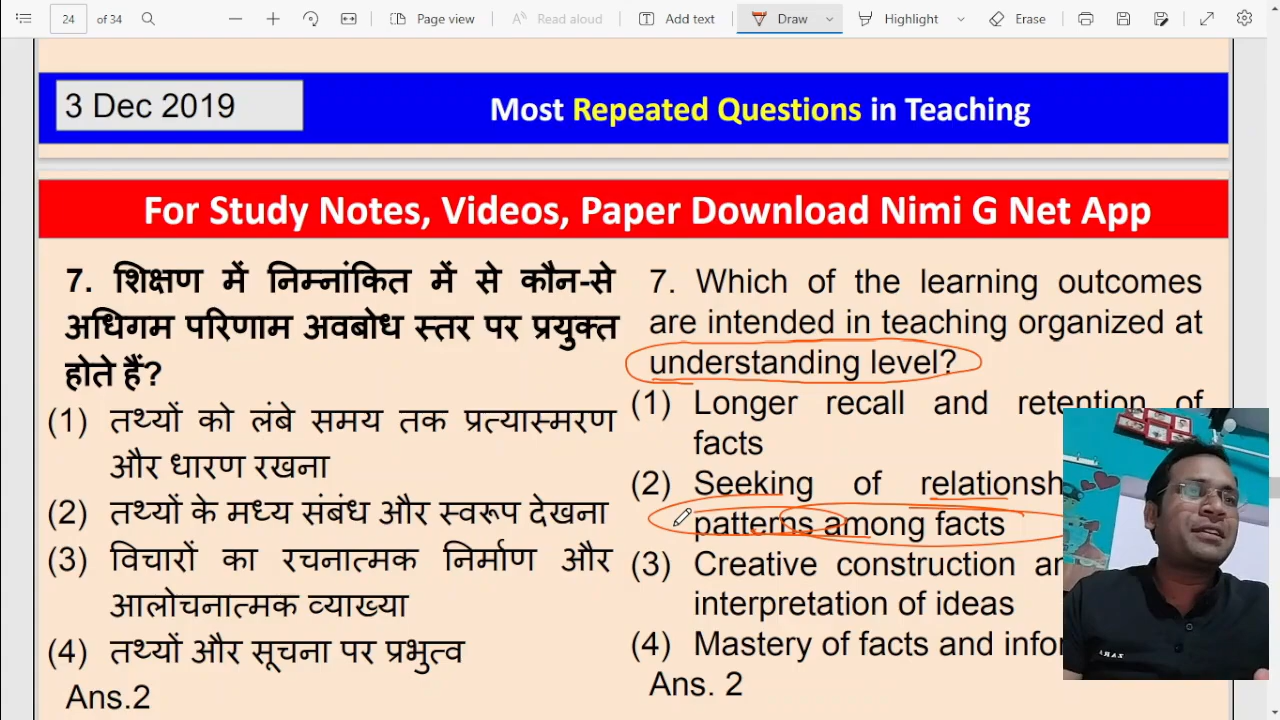 24 of 34 Page view Read aloud Add text Draw Highlight Erase
3 Dec 2019
Most Repeated Questions in Teaching
For Study Notes, Videos, Paper Download Nimi G Net App
7. शिक्षण में निम्नांकित में से कौन-से
अधिगम परिणाम अवबोध स्तर पर प्रयुक्त
होते हैं?
(1) तथ्यों को लंबे समय तक प्रत्यास्मरण
और धारण रखना
(2) तथ्यों के मध्य संबंध और स्वरूप देखना
(3) विचारों का रचनात्मक निर्माण और
आलोचनात्मक व्याख्या
(4) तथ्यों और सूचना पर प्रभुत्व
Ans.2
7. Which of the learning outcomes
are intended in teaching organized at
understanding level?
(1) Longer recall and retention of
facts
(2) Seeking of
patterns among facts
(3) Creative construction
interpretation of ideas
(4) Mastery of facts and
Ans. 2